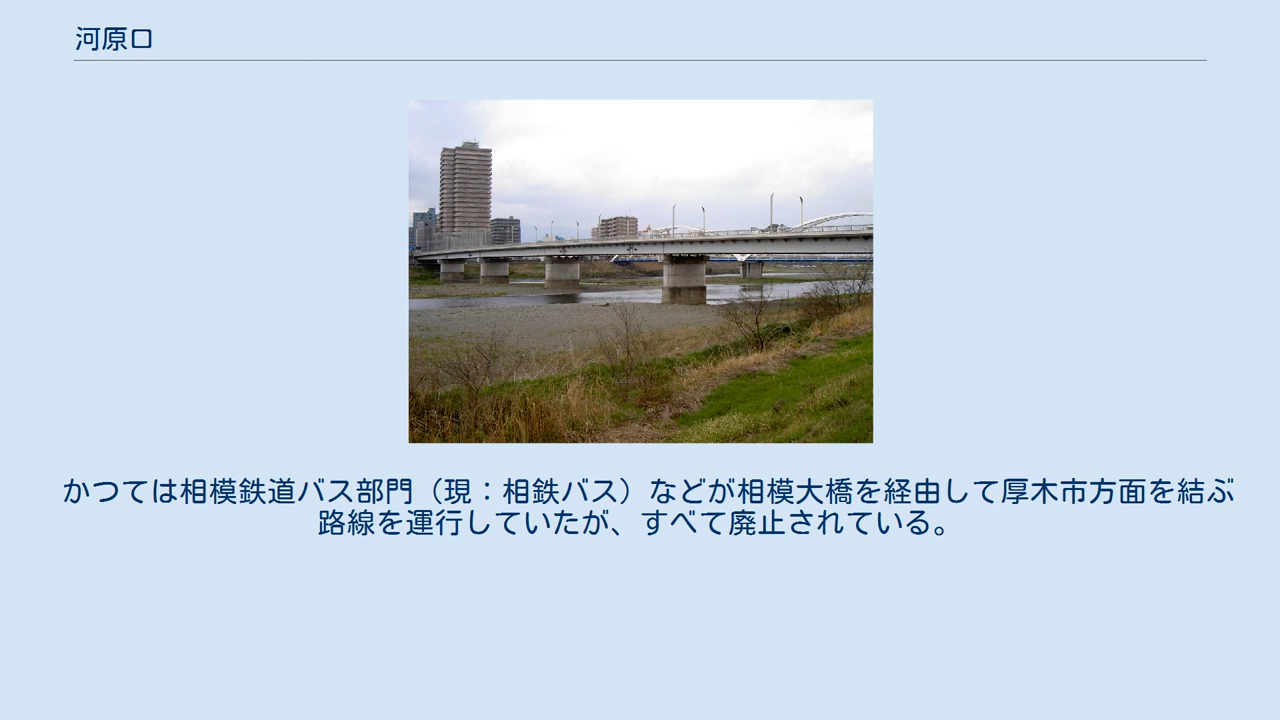 河原口
かつては相模鉄道バス部門（現：相鉄バス）などが相模大橋を経由して厚木市方面を結ぶ
路線を運行していたが、すべて廃止されている。